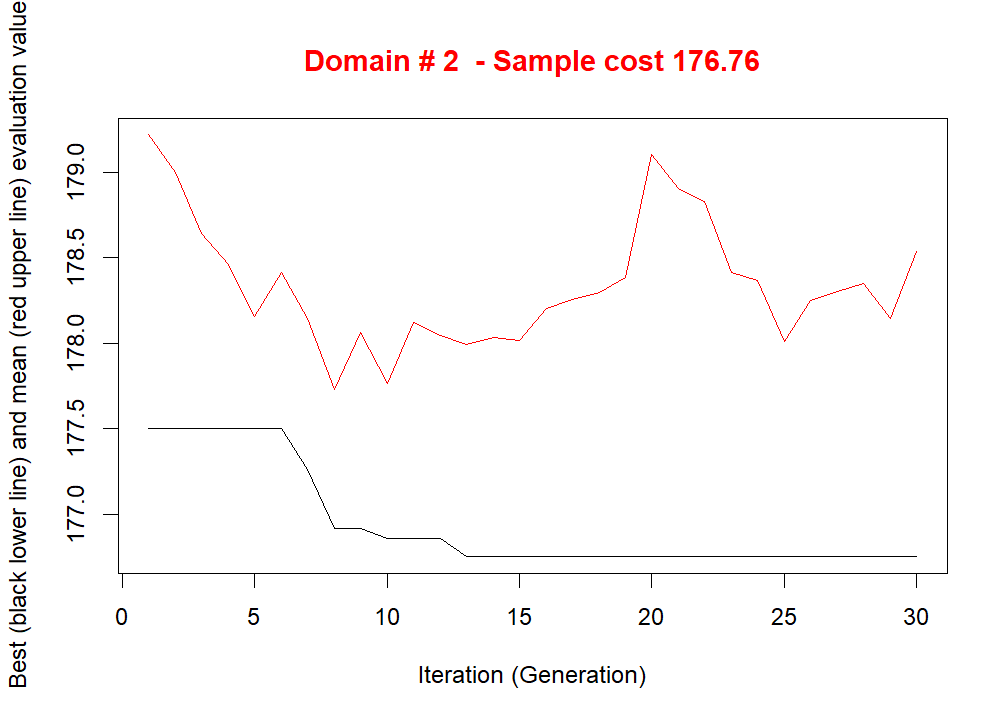 Domain # 2  - Sample cost 176.76
Best (black lower line) and mean (red upper line) evaluation value
179.0
178.5
178.0
177.5
177.0
0 5 10 15 20 25 30
Iteration (Generation)